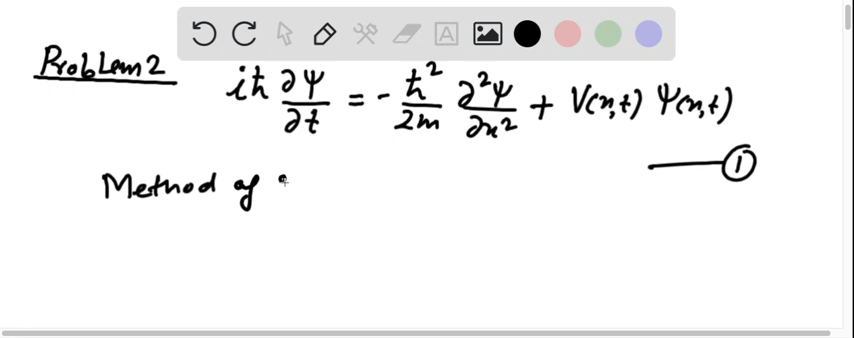 Problem 2
iħ ∂Ψ/∂t = - ħ²/2m ∂²Ψ/∂x² + V(x,t) Ψ(x,t)
①
Method of